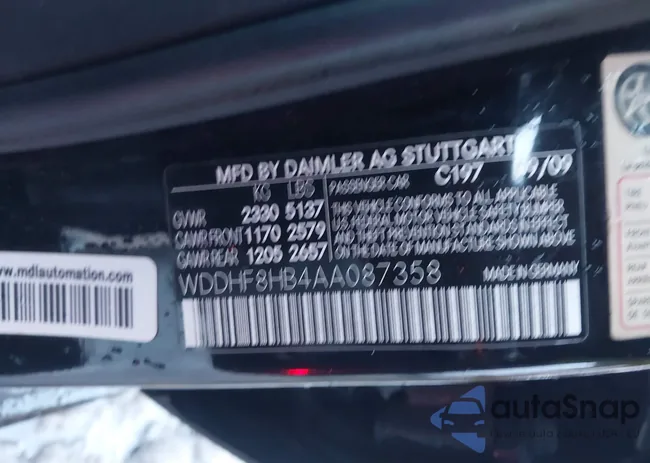 MFD BY DAIMLER AG STUTTGART
KG LBS PASSENGER CAR C197 9/09
GVWR 2330 5137 THIS VEHICLE CONFORMS TO ALL APPLICABLE
GAWR FRONT 1170 2579 U.S. FEDERAL MOTOR VEHICLE SAFETY BUMPER
AND THEFT PREVENTION STANDARDS IN EFFECT
GAWR REAR 1205 2657 ON THE DATE OF MANUFACTURE SHOWN ABOVE
WDDHF8HB4AA087358 MADE IN GERMANY
www.mdlautomation.com
autoSnap